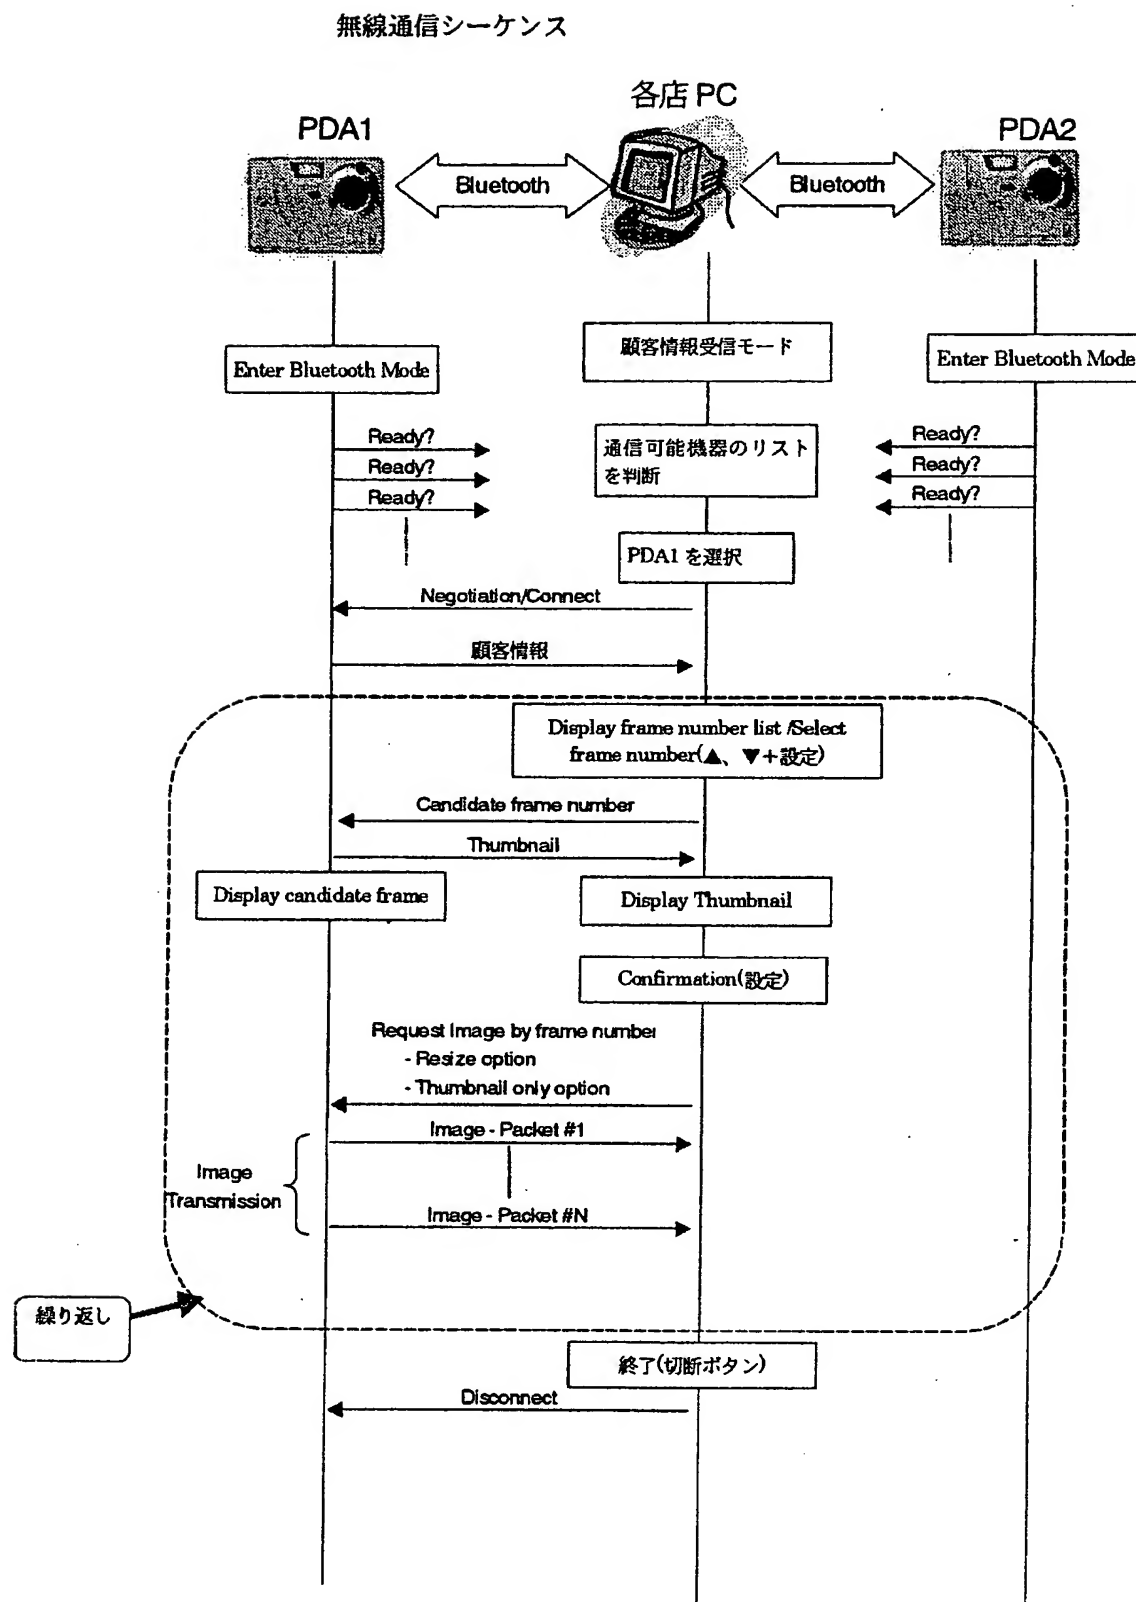 無線通信シーケンス
各店 PC
PDA1
PDA2
Bluetooth
Bluetooth
顧客情報受信モード
Enter Bluetooth Mode
Enter Bluetooth Mode
Ready?
Ready?
Ready?
通信可能機器のリスト
を判断
Ready?
Ready?
Ready?
PDA1 を選択
Negotiation/Connect
顧客情報
Display frame number list /Select
frame number(▲、▼＋設定)
Candidate frame number
Thumbnail
Display candidate frame
Display Thumbnail
Confirmation(設定)
Request Image by frame number
- Resize option
- Thumbnail only option
Image - Packet #1
Image
Transmission
Image - Packet #N
繰り返し
終了(切断ボタン)
Disconnect